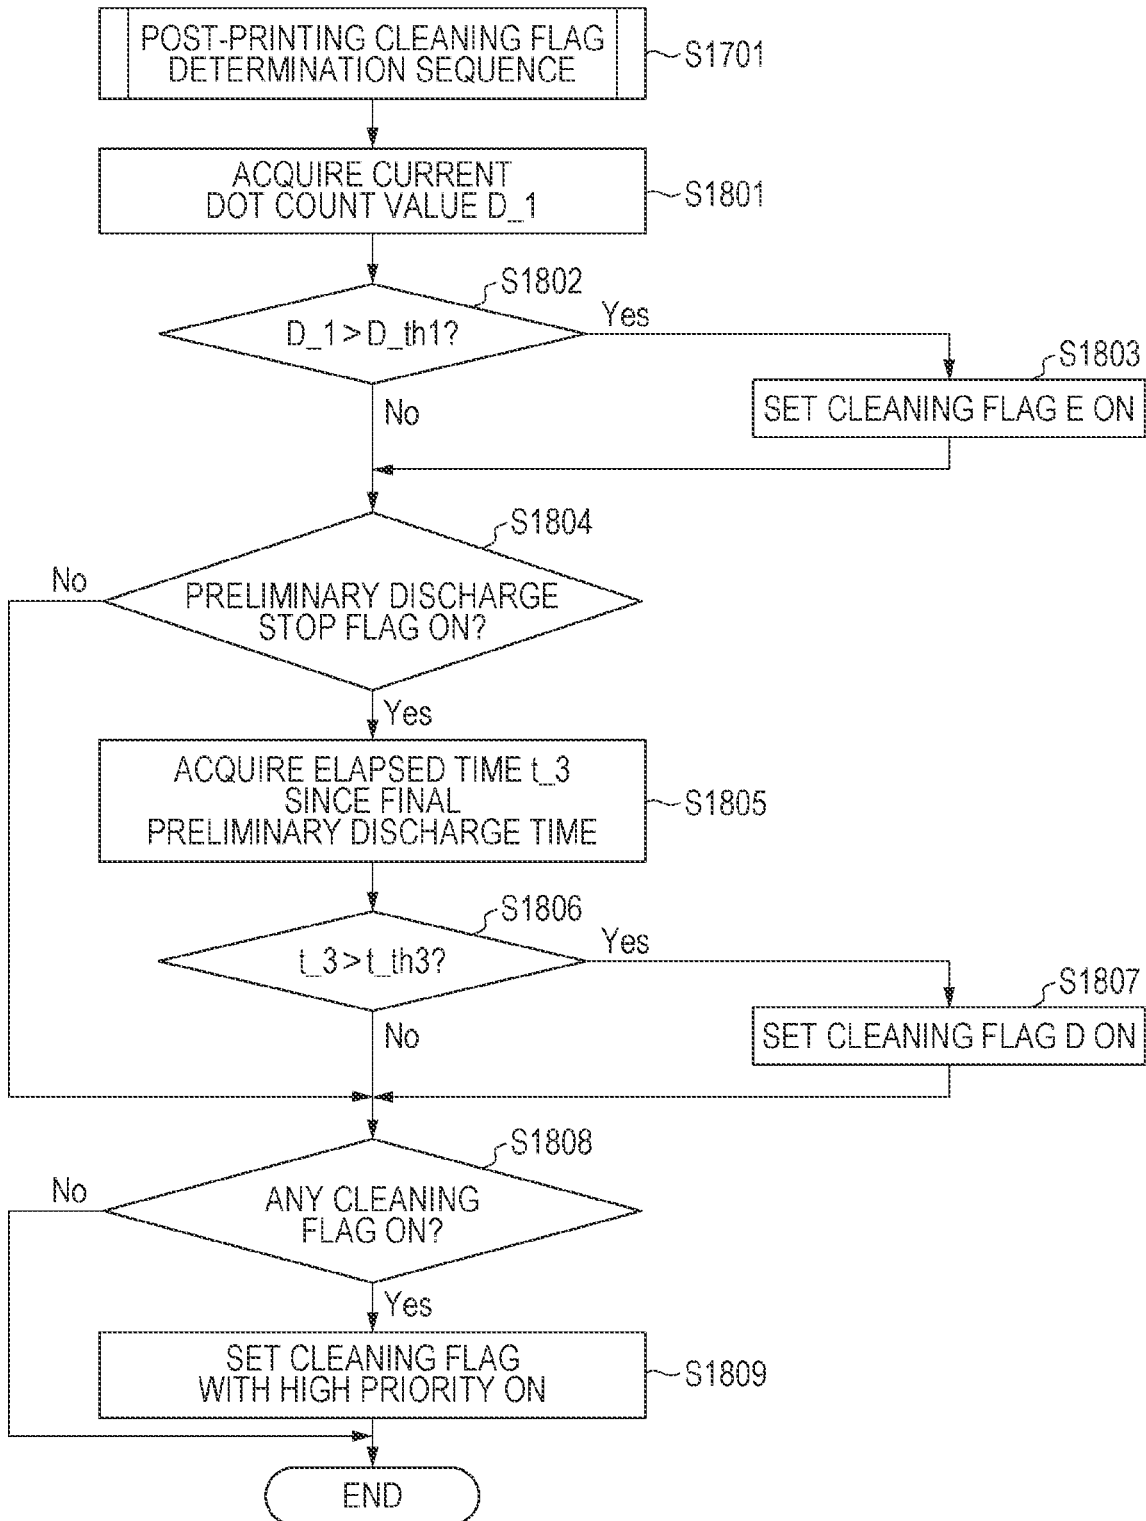 POST-PRINTING CLEANING FLAG
DETERMINATION SEQUENCE
S1701
ACQUIRE CURRENT
DOT COUNT VALUE D_1
S1801
S1802
D_1 > D_th1?
Yes
No
S1803
SET CLEANING FLAG E ON
S1804
No
PRELIMINARY DISCHARGE
STOP FLAG ON?
Yes
ACQUIRE ELAPSED TIME t_3
SINCE FINAL
PRELIMINARY DISCHARGE TIME
S1805
S1806
t_3 > t_th3?
Yes
No
S1807
SET CLEANING FLAG D ON
S1808
No
ANY CLEANING
FLAG ON?
Yes
SET CLEANING FLAG
WITH HIGH PRIORITY ON
S1809
END